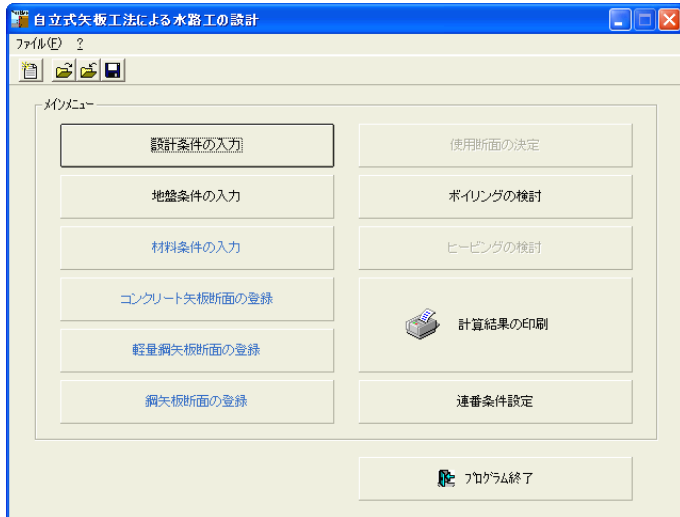 自立式矢板工法による水路工の設計
ファイル(F) ?
メインメニュー
設計条件の入力
地盤条件の入力
材料条件の入力
コンクリート矢板断面の登録
軽量鋼矢板断面の登録
鋼矢板断面の登録
使用断面の決定
ボイリングの検討
ヒービングの検討
計算結果の印刷
連番条件設定
プログラム終了